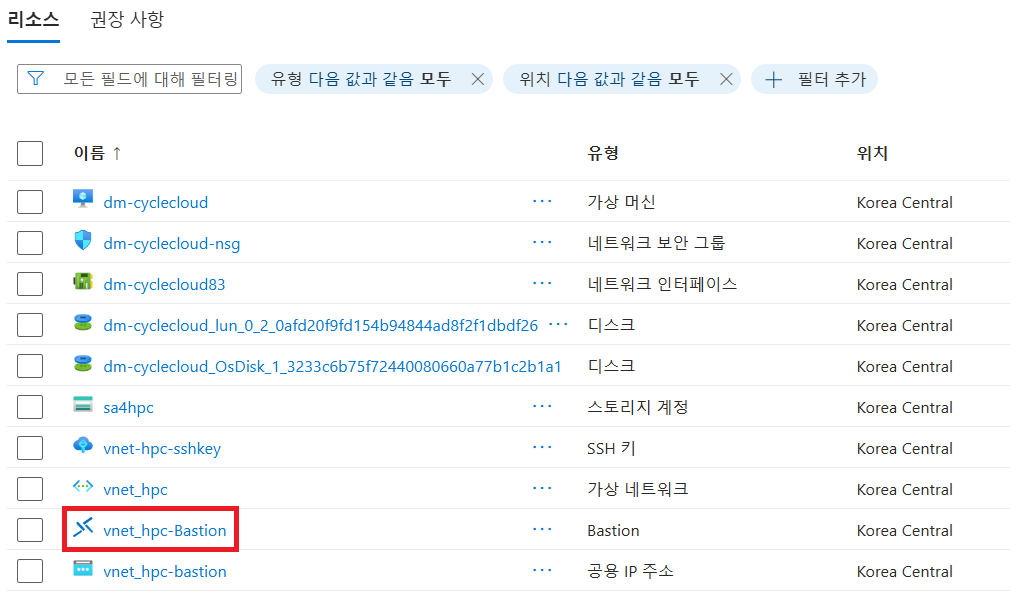 리소스 권장 사항
모든 필드에 대해 필터링 유형 다음 값과 같음 모두 위치 다음 값과 같음 모두 필터 추가
이름 ↑ 유형 위치
dm-cyclecloud ··· 가상 머신 Korea Central
dm-cyclecloud-nsg ··· 네트워크 보안 그룹 Korea Central
dm-cyclecloud83 ··· 네트워크 인터페이스 Korea Central
dm-cyclecloud_lun_0_2_0afd20f9fd154b94844ad8f2f1dbdf26 ··· 디스크 Korea Central
dm-cyclecloud_OsDisk_1_3233c6b75f72440080660a77b1c2b1a1 디스크 Korea Central
sa4hpc ··· 스토리지 계정 Korea Central
vnet-hpc-sshkey ··· SSH 키 Korea Central
vnet_hpc ··· 가상 네트워크 Korea Central
vnet_hpc-Bastion ··· Bastion Korea Central
vnet_hpc-bastion ··· 공용 IP 주소 Korea Central